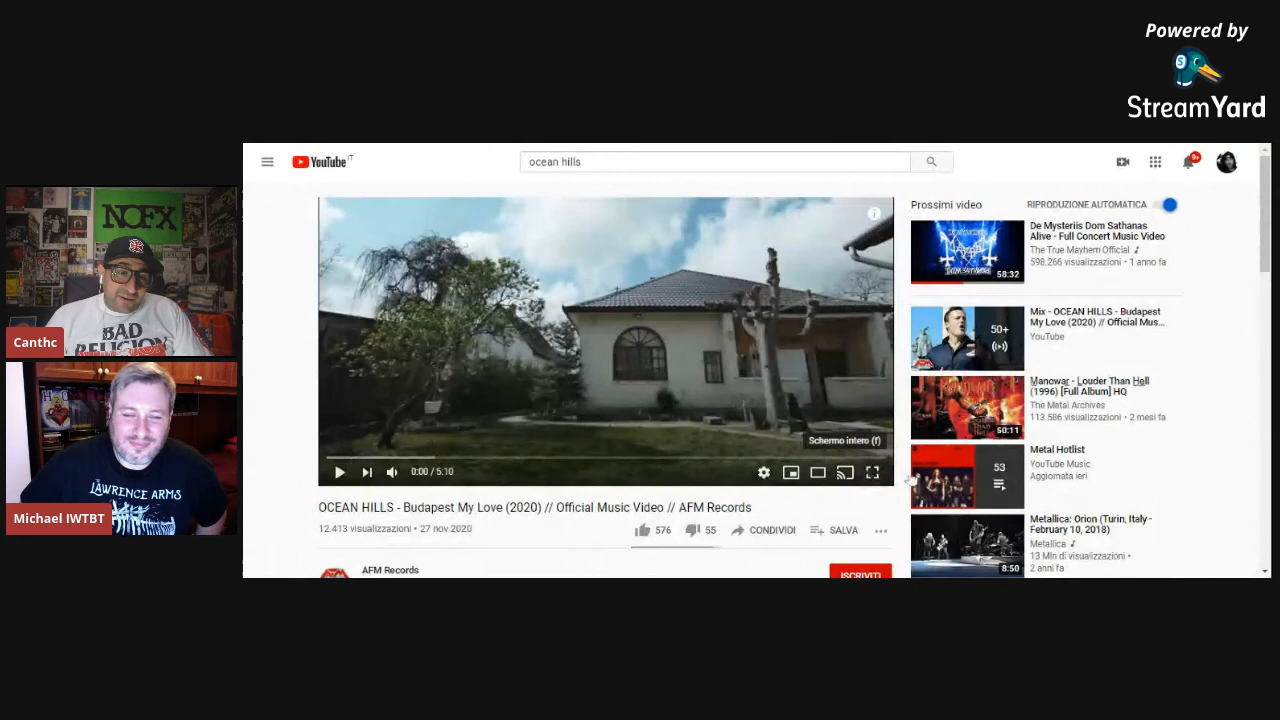 Powered by
StreamYard
YouTube IT
ocean hills
9+
NOFX
BAD
RELIGION
Canthc
LAWRENCE ARMS
Michael IWTBT
Schermo intero (f)
0:00 / 5:10
OCEAN HILLS - Budapest My Love (2020) // Official Music Video // AFM Records
12.413 visualizzazioni • 27 nov 2020
576
55
CONDIVIDI
SALVA
AFM Records
ISCRIVITI
Prossimi video
RIPRODUZIONE AUTOMATICA
58:32
De Mysteriis Dom Sathanas
Alive - Full Concert Music Video
The True Mayhem Official
598.266 visualizzazioni • 1 anno fa
50+
Mix - OCEAN HILLS - Budapest
My Love (2020) // Official Mus...
YouTube
50:11
Manowar - Louder Than Hell
(1996) [Full Album] HQ
The Metal Archives
113.586 visualizzazioni • 2 mesi fa
53
Metal Hotlist
YouTube Music
Aggiornata ieri
8:50
Metallica: Orion (Turin, Italy -
February 10, 2018)
Metallica
13 Mln di visualizzazioni •
2 anni fa